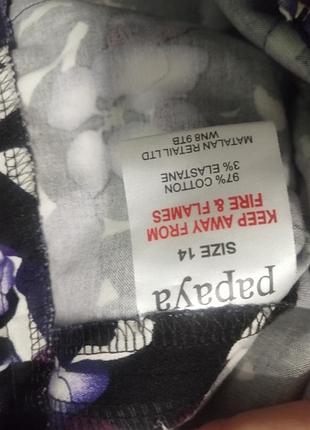 papaya
SIZE 14
KEEP AWAY FROM
FIRE & FLAMES
97% COTTON
3% ELASTANE
MATALAN RETAIL LTD
WN8 9TB